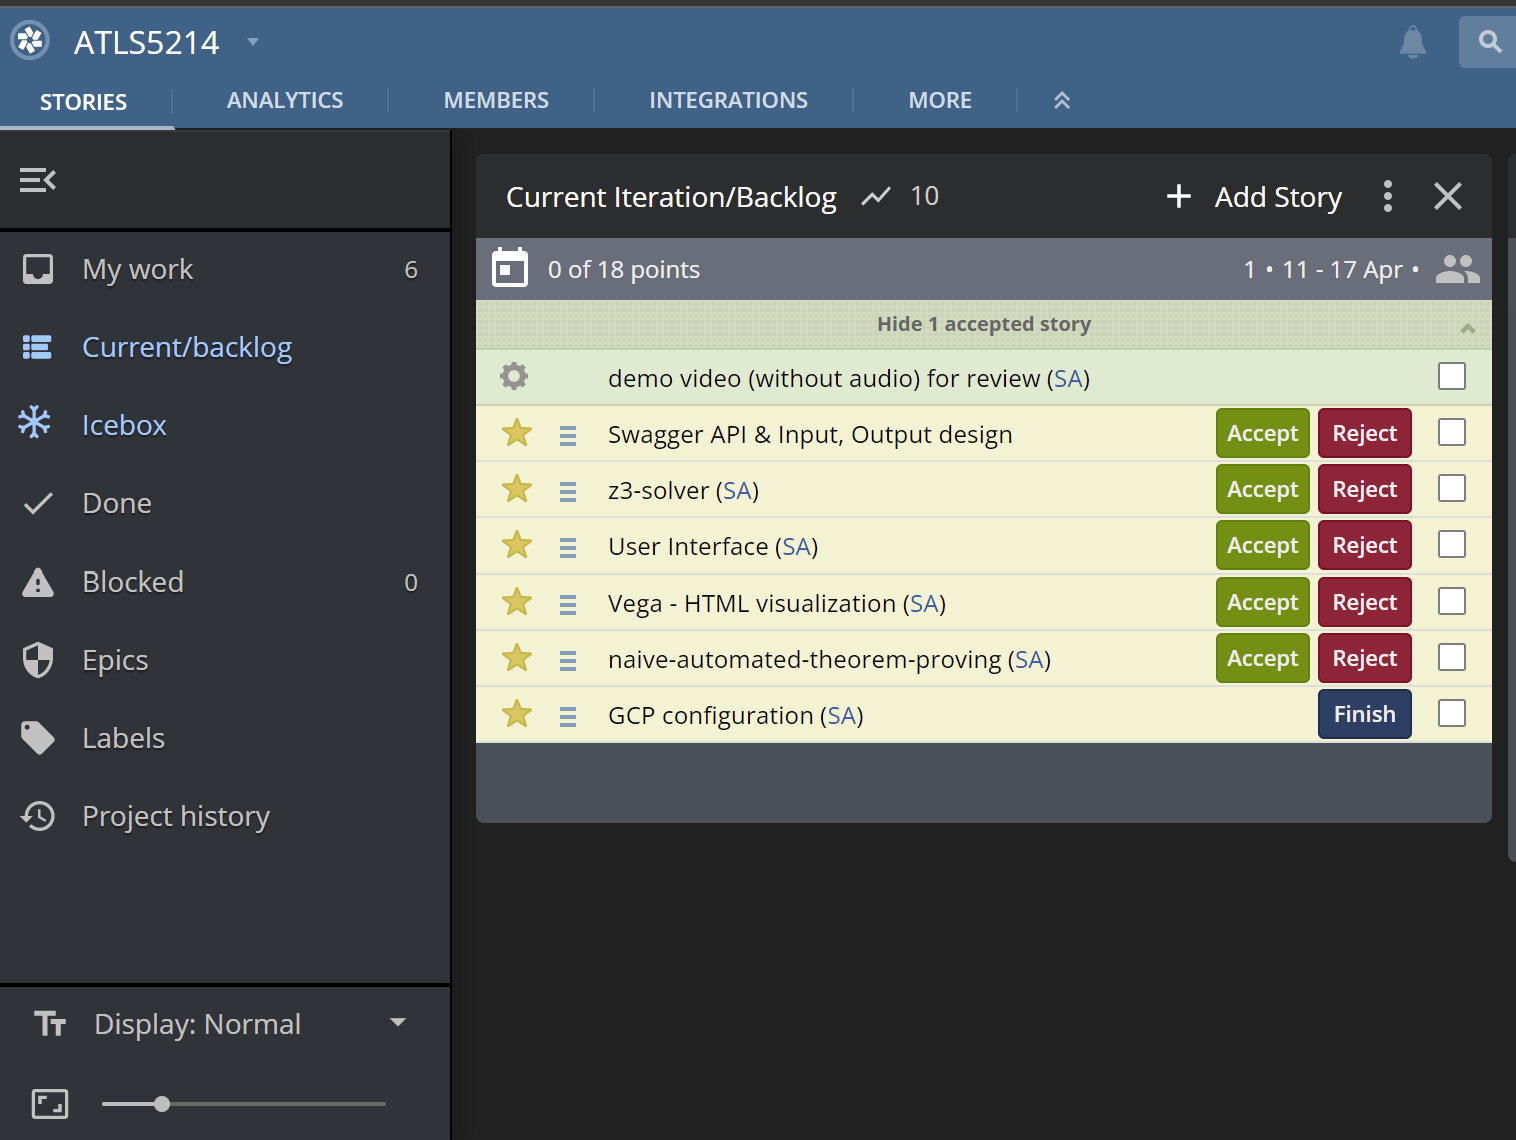 ATLS5214
STORIES
ANALYTICS
MEMBERS
INTEGRATIONS
MORE
My work 6
Current/backlog
Icebox
Done
Blocked 0
Epics
Labels
Project history
Display: Normal
Current Iteration/Backlog 10 + Add Story
0 of 18 points 1 • 11 - 17 Apr •
Hide 1 accepted story
demo video (without audio) for review (SA)
Swagger API & Input, Output design Accept Reject
z3-solver (SA) Accept Reject
User Interface (SA) Accept Reject
Vega - HTML visualization (SA) Accept Reject
naive-automated-theorem-proving (SA) Accept Reject
GCP configuration (SA) Finish